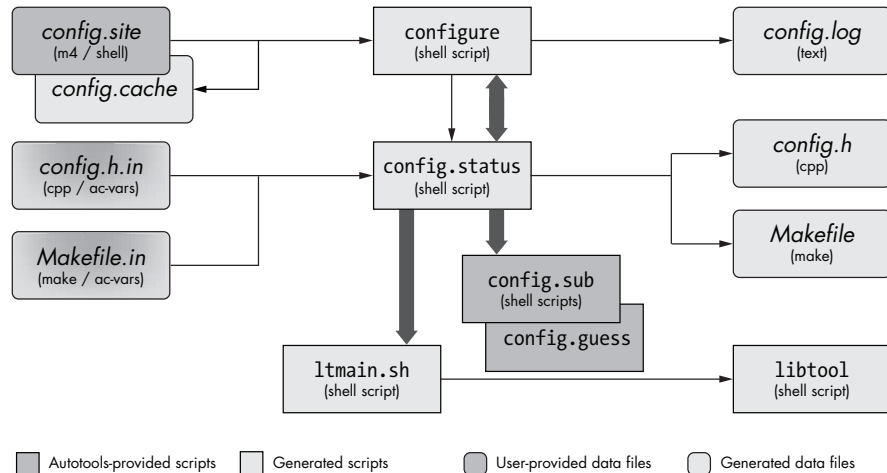 config.site
(m4 / shell)
config.cache
configure
(shell script)
config.log
(text)
config.h.in
(cpp / ac-vars)
config.status
(shell script)
config.h
(cpp)
Makefile.in
(make / ac-vars)
Makefile
(make)
config.sub
(shell scripts)
config.guess
ltmain.sh
(shell script)
libtool
(shell script)
Autotools-provided scripts
Generated scripts
User-provided data files
Generated data files